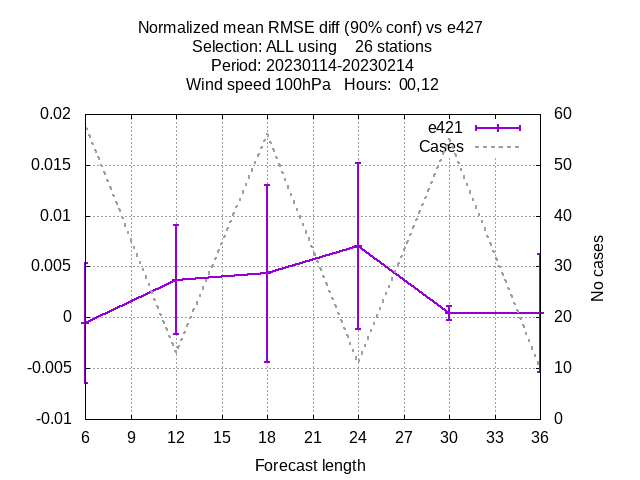 Normalized mean RMSE diff (90% conf) vs e427
Selection: ALL using    26 stations
Period: 20230114-20230214
Wind speed 100hPa   Hours:  00,12
0.02
0.015
0.01
0.005
0
-0.005
-0.01
60
50
40
30
20
10
0
e421
Cases
No cases
6 9 12 15 18 21 24 27 30 33 36
Forecast length